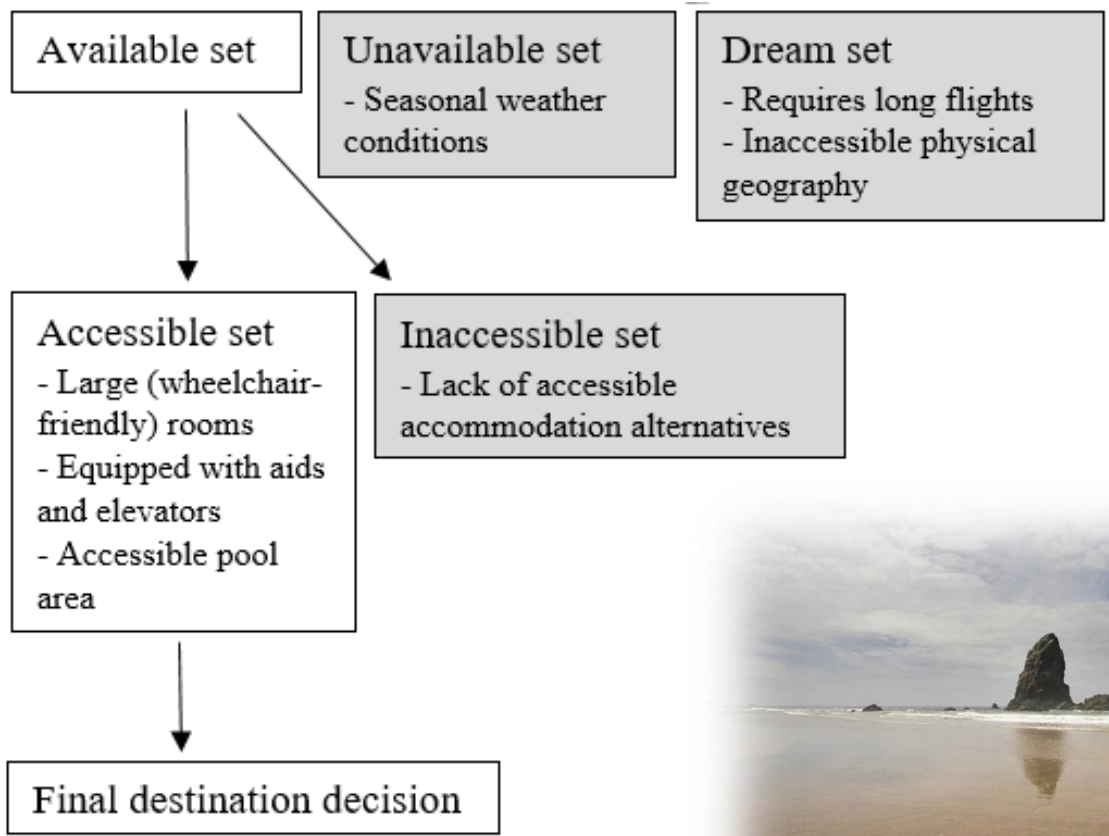 Available set
Unavailable set
- Seasonal weather
conditions
Dream set
- Requires long flights
- Inaccessible physical
geography
Accessible set
- Large (wheelchair-
friendly) rooms
- Equipped with aids
and elevators
- Accessible pool
area
Inaccessible set
- Lack of accessible
accommodation alternatives
Final destination decision